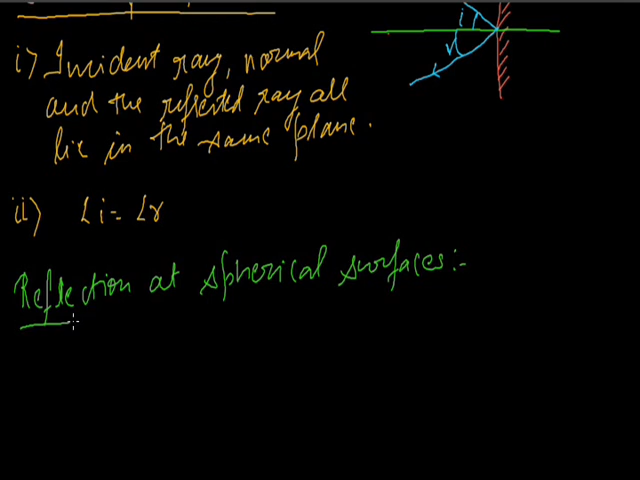 i
r
i) Incident ray, normal
and the reflected ray all
lie in the same plane.
ii) ∠i = ∠r
Reflection at spherical surfaces:-